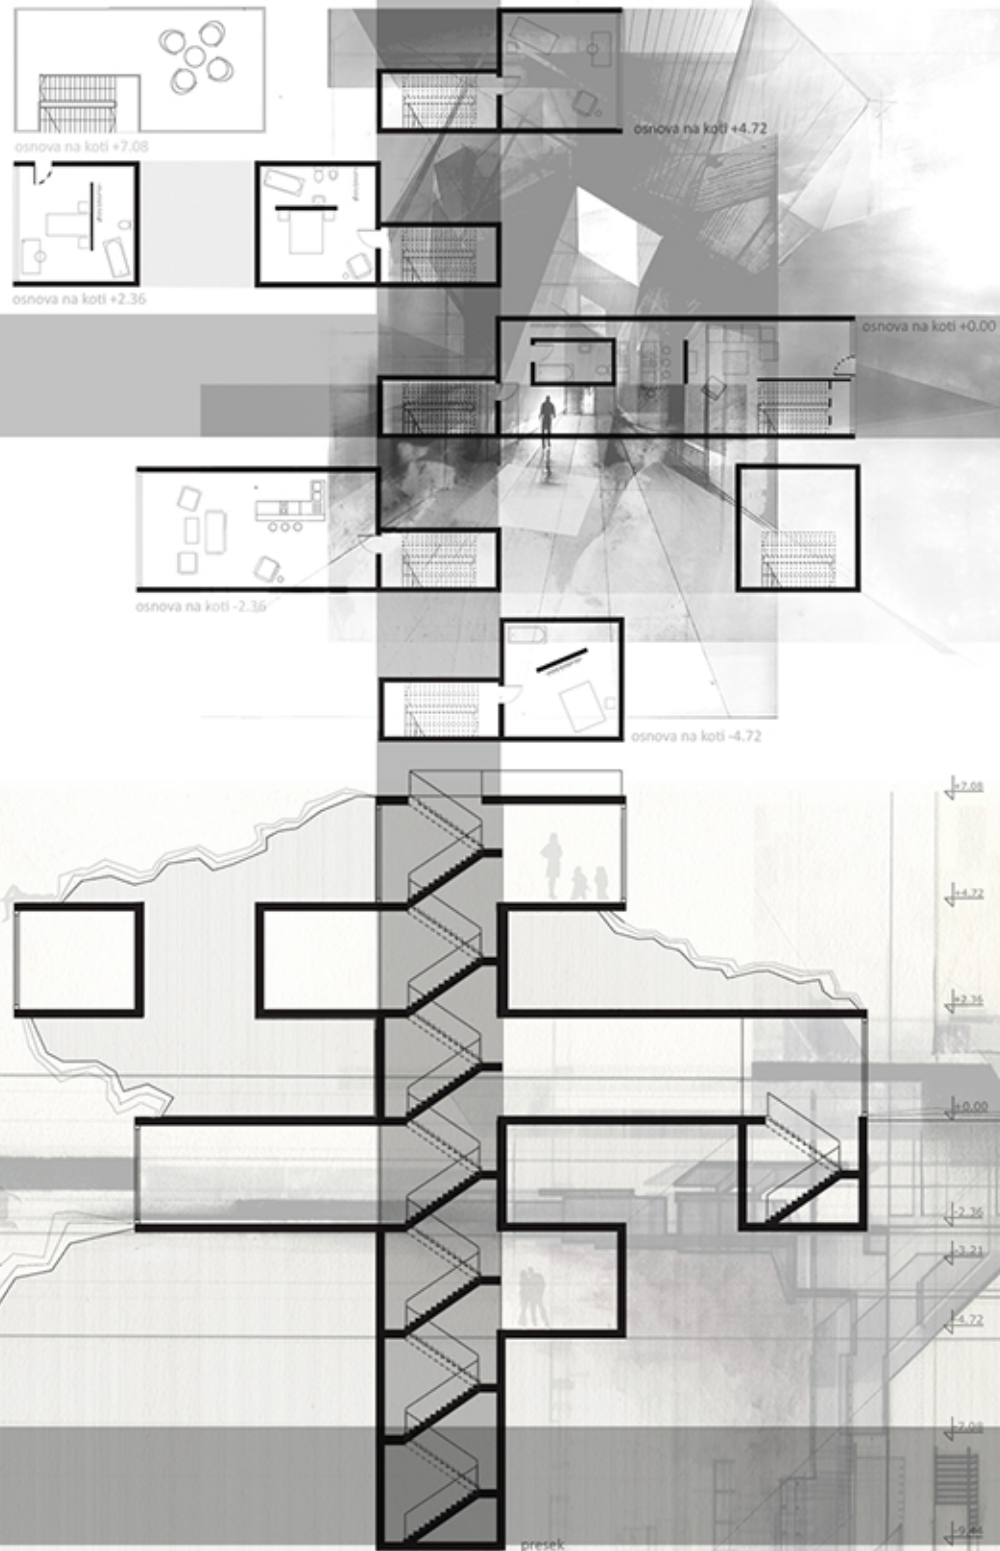 osnova na koti +7.08
osnova na koti +4.72
osnova na koti +2.36
osnova na koti +0.00
osnova na koti -2.36
osnova na koti -4.72
+7.08
+4.72
+2.36
+0.00
-2.36
-3.21
-4.72
-7.08
-9.44
presek